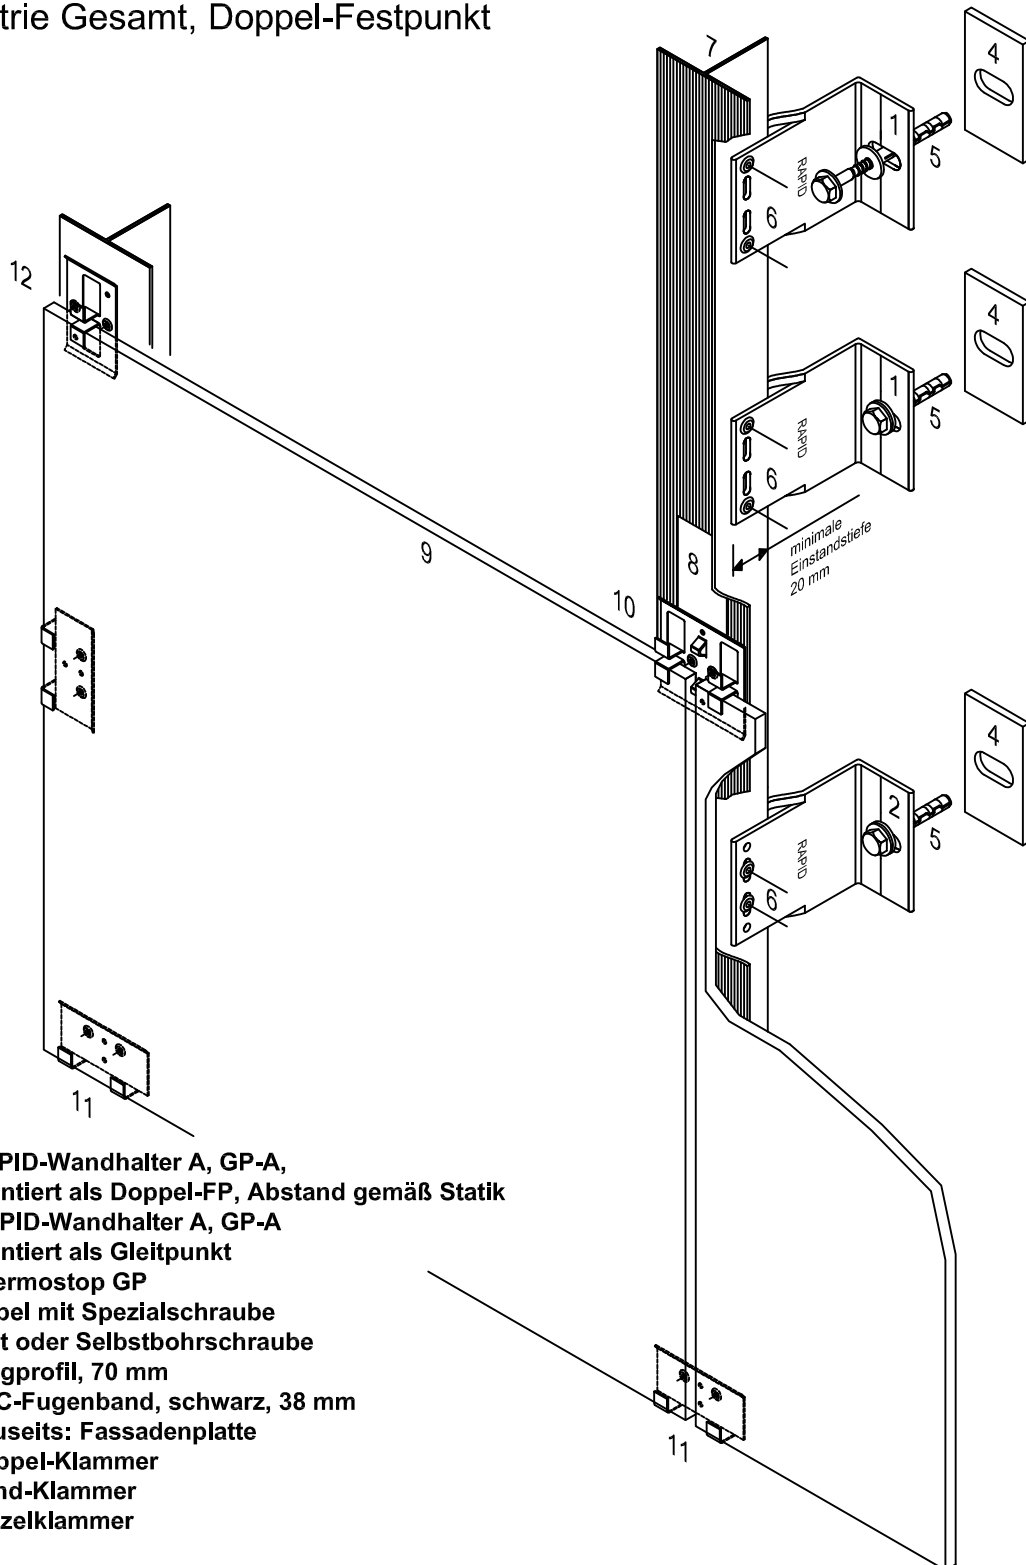 trie Gesamt, Doppel-Festpunkt
7
4
1
5
RAPID
6
12
4
1
5
RAPID
6
minimale
Einstandstiefe
20 mm
9
8
10
4
2
5
RAPID
6
11
PID-Wandhalter A, GP-A,
ntiert als Doppel-FP, Abstand gemäß Statik
PID-Wandhalter A, GP-A
ntiert als Gleitpunkt
ermostop GP
bel mit Spezialschraube
t oder Selbstbohrschraube
gprofil, 70 mm
C-Fugenband, schwarz, 38 mm
useits: Fassadenplatte
ppel-Klammer
nd-Klammer
zelklammer
11